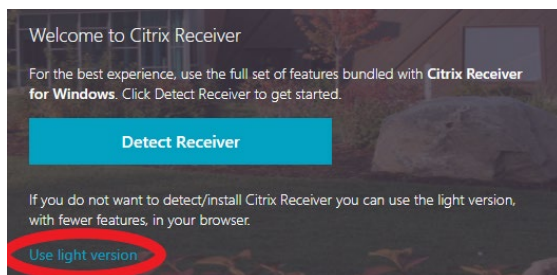 Welcome to Citrix Receiver
For the best experience, use the full set of features bundled with Citrix Receiver
for Windows. Click Detect Receiver to get started.
Detect Receiver
If you do not want to detect/install Citrix Receiver you can use the light version,
with fewer features, in your browser.
Use light version